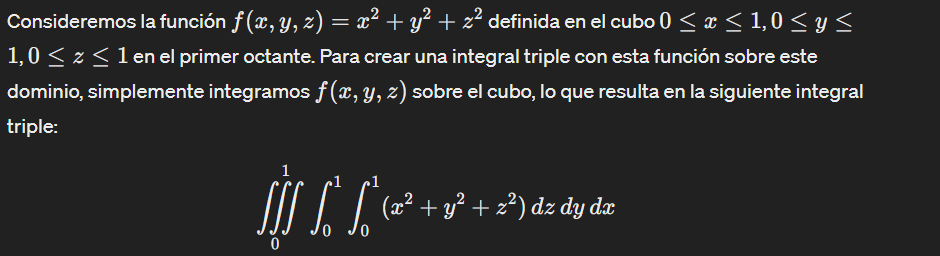 Consideremos la función f(x, y, z) = x² + y² + z² definida en el cubo 0 ≤ x ≤ 1, 0 ≤ y ≤
1, 0 ≤ z ≤ 1 en el primer octante. Para crear una integral triple con esta función sobre este
dominio, simplemente integramos f(x, y, z) sobre el cubo, lo que resulta en la siguiente integral
triple:
∭₀¹ ∫₀¹ ∫₀¹ (x² + y² + z²) dz dy dx